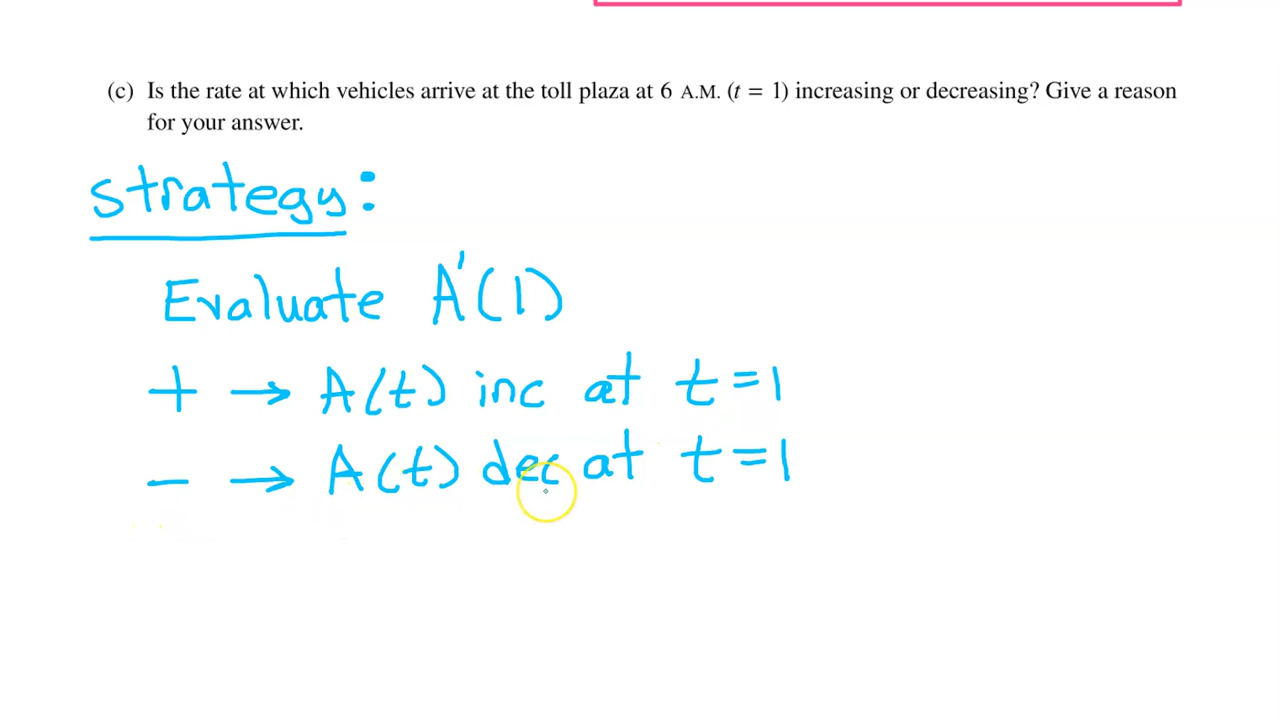 (c) Is the rate at which vehicles arrive at the toll plaza at 6 A.M. (t = 1) increasing or decreasing? Give a reason
for your answer.
strategy:
Evaluate A'(1)
+ → A(t) inc at t=1
− → A(t) dec at t=1